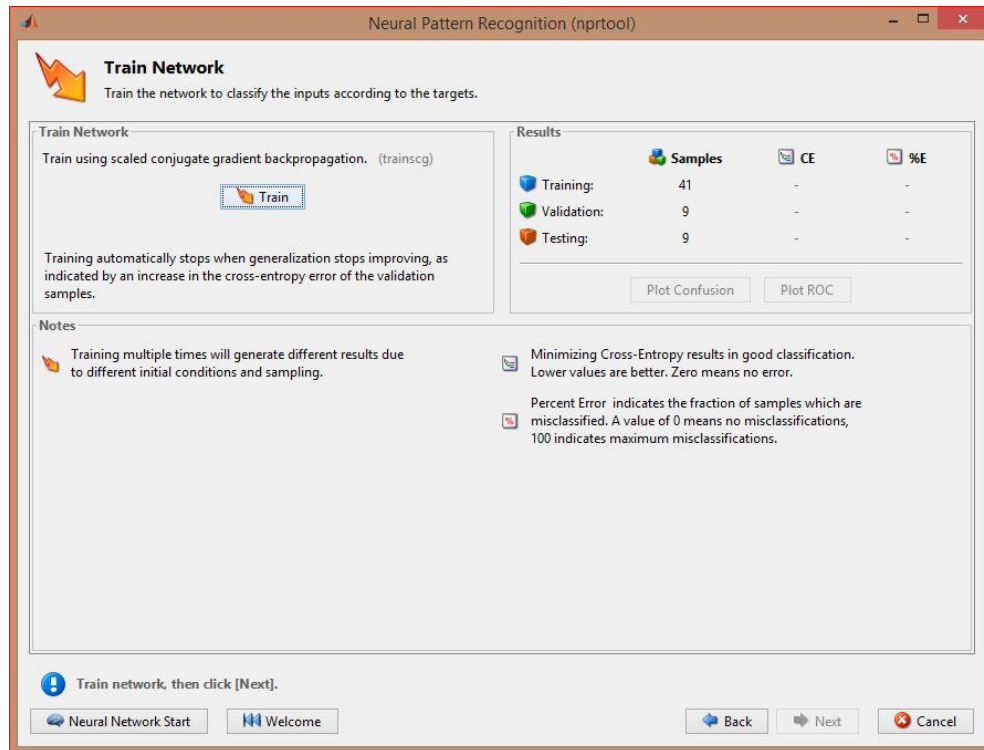 Neural Pattern Recognition (nprtool)
Train Network
Train the network to classify the inputs according to the targets.
Train Network
Train using scaled conjugate gradient backpropagation. (trainscg)
Train
Training automatically stops when generalization stops improving, as
indicated by an increase in the cross-entropy error of the validation
samples.
Results
Samples CE %E
Training: 41 - -
Validation: 9 - -
Testing: 9 - -
Plot Confusion Plot ROC
Notes
Training multiple times will generate different results due
to different initial conditions and sampling.
Minimizing Cross-Entropy results in good classification.
Lower values are better. Zero means no error.
Percent Error indicates the fraction of samples which are
misclassified. A value of 0 means no misclassifications,
100 indicates maximum misclassifications.
Train network, then click [Next].
Neural Network Start Welcome Back Next Cancel